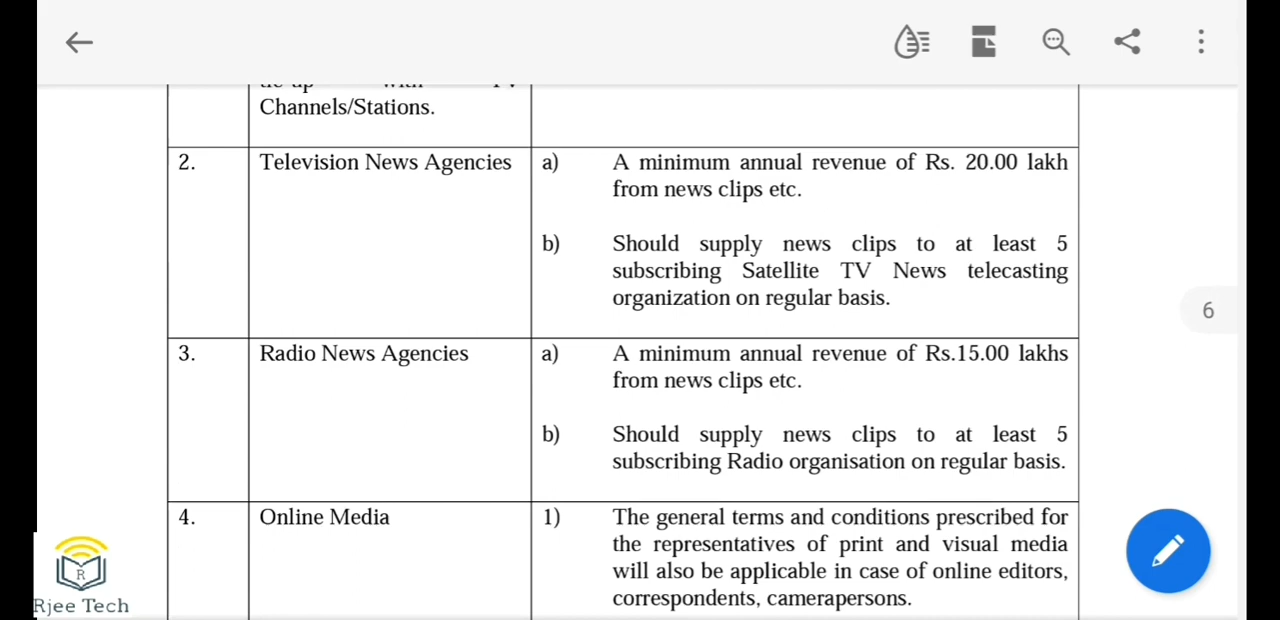 Channels/Stations.
2. Television News Agencies a) A minimum annual revenue of Rs. 20.00 lakh
from news clips etc.
b) Should supply news clips to at least 5
subscribing Satellite TV News telecasting
organization on regular basis.
6
3. Radio News Agencies a) A minimum annual revenue of Rs.15.00 lakhs
from news clips etc.
b) Should supply news clips to at least 5
subscribing Radio organisation on regular basis.
4. Online Media 1) The general terms and conditions prescribed for
the representatives of print and visual media
will also be applicable in case of online editors,
correspondents, camerapersons.
R
Rjee Tech